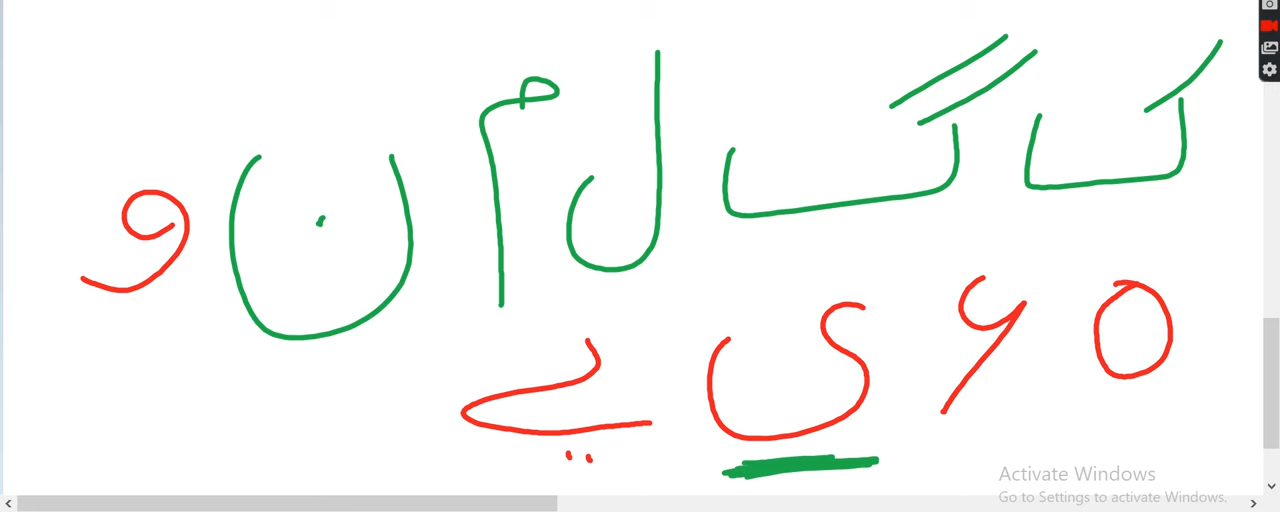 ک گ ل م ن و
ہ ء ی ے
Activate Windows
Go to Settings to activate Windows.